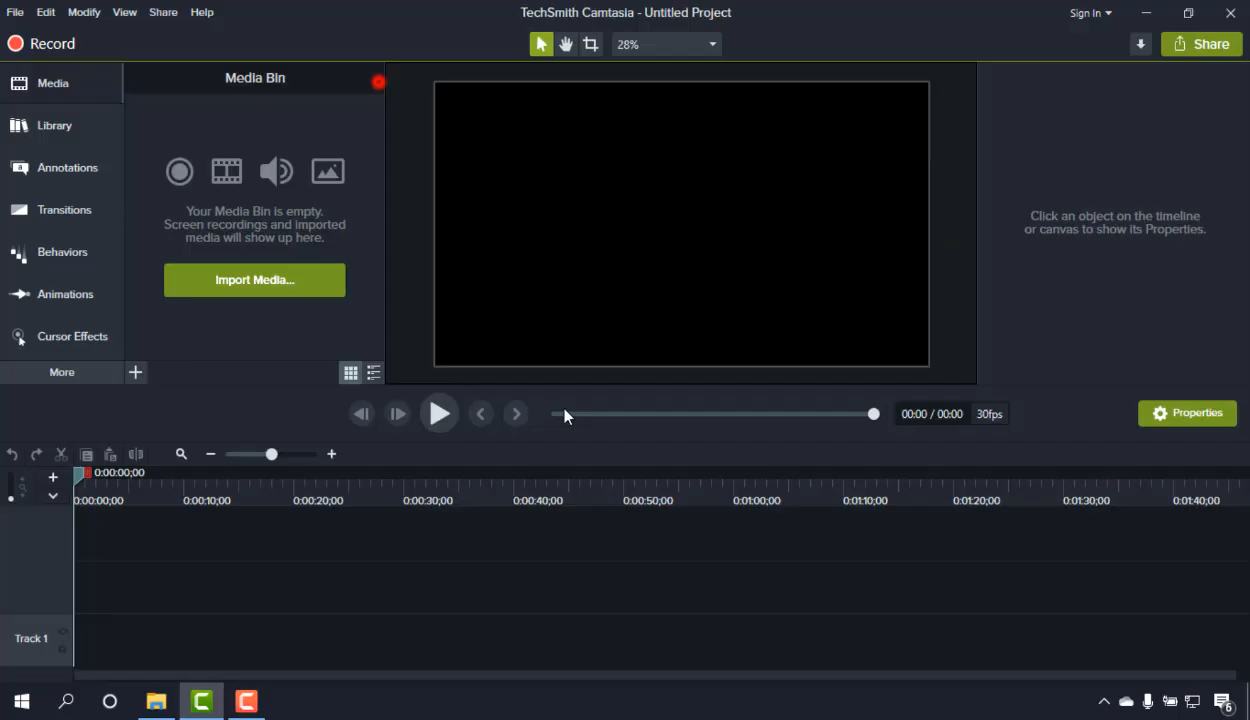 File Edit Modify View Share Help
TechSmith Camtasia - Untitled Project
Sign In
Record
28%
Share
Media
Media Bin
Library
Annotations
Transitions
Behaviors
Animations
Cursor Effects
More
Your Media Bin is empty.
Screen recordings and imported
media will show up here.
Import Media...
Click an object on the timeline
or canvas to show its Properties.
00:00 / 00:00
30fps
Properties
0:00:00;00
0:00:00;00 0:00:10;00 0:00:20;00 0:00:30;00 0:00:40;00 0:00:50;00 0:01:00;00 0:01:10;00 0:01:20;00 0:01:30;00 0:01:40;00
Track 1
6